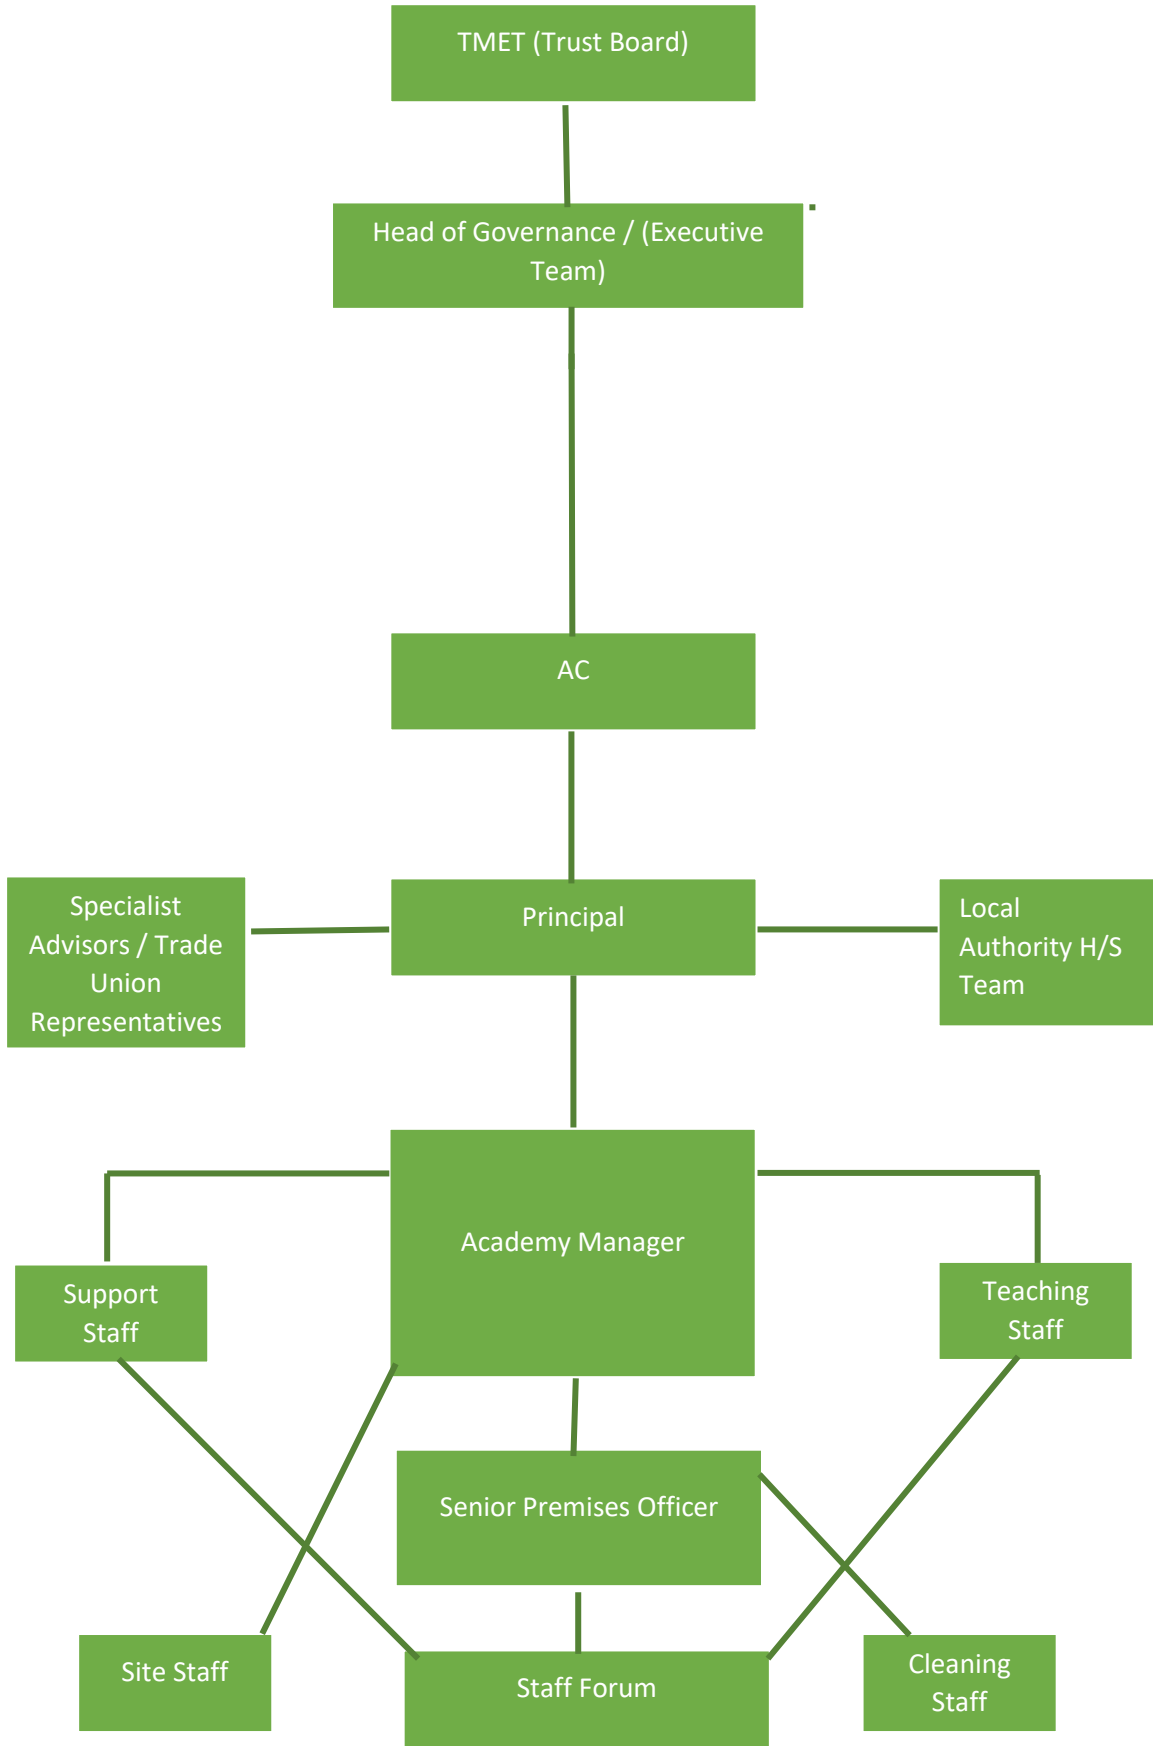 TMET (Trust Board)
Head of Governance / (Executive
Team)
AC
Specialist
Advisors / Trade
Union
Representatives
Principal
Local
Authority H/S
Team
Academy Manager
Support
Staff
Teaching
Staff
Senior Premises Officer
Site Staff
Staff Forum
Cleaning
Staff